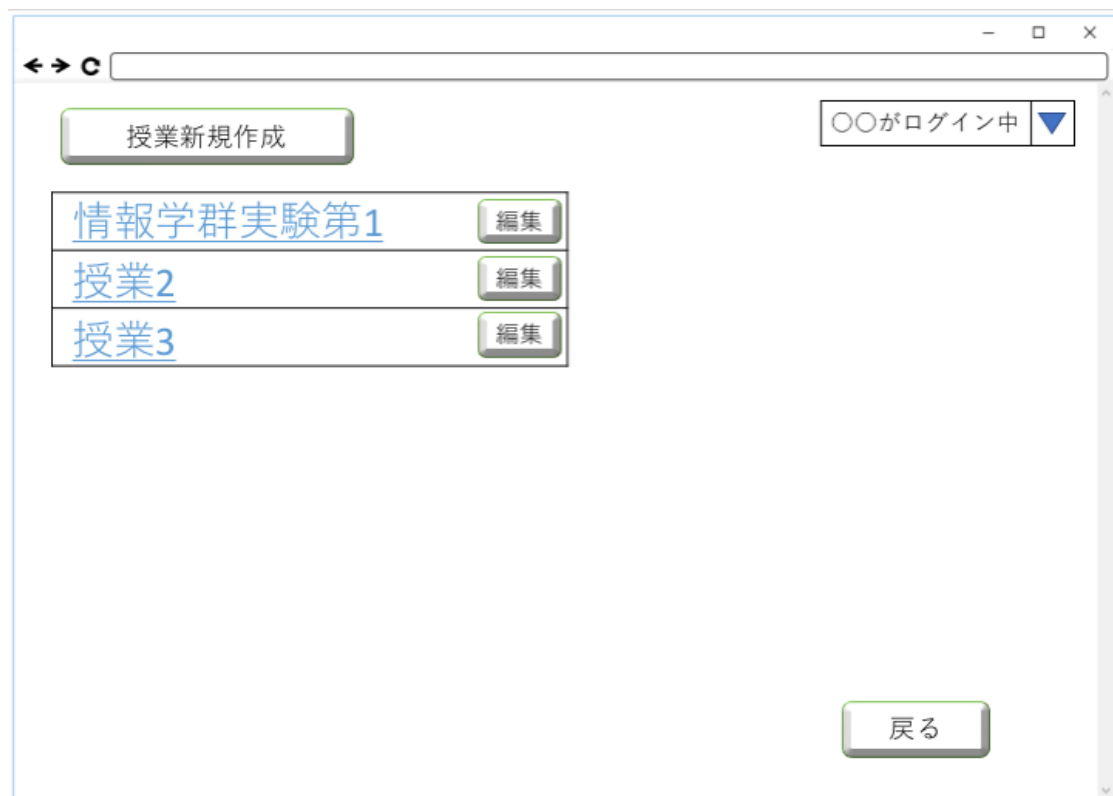 授業新規作成
〇〇がログイン中
情報学群実験第1 編集
授業2 編集
授業3 編集
戻る